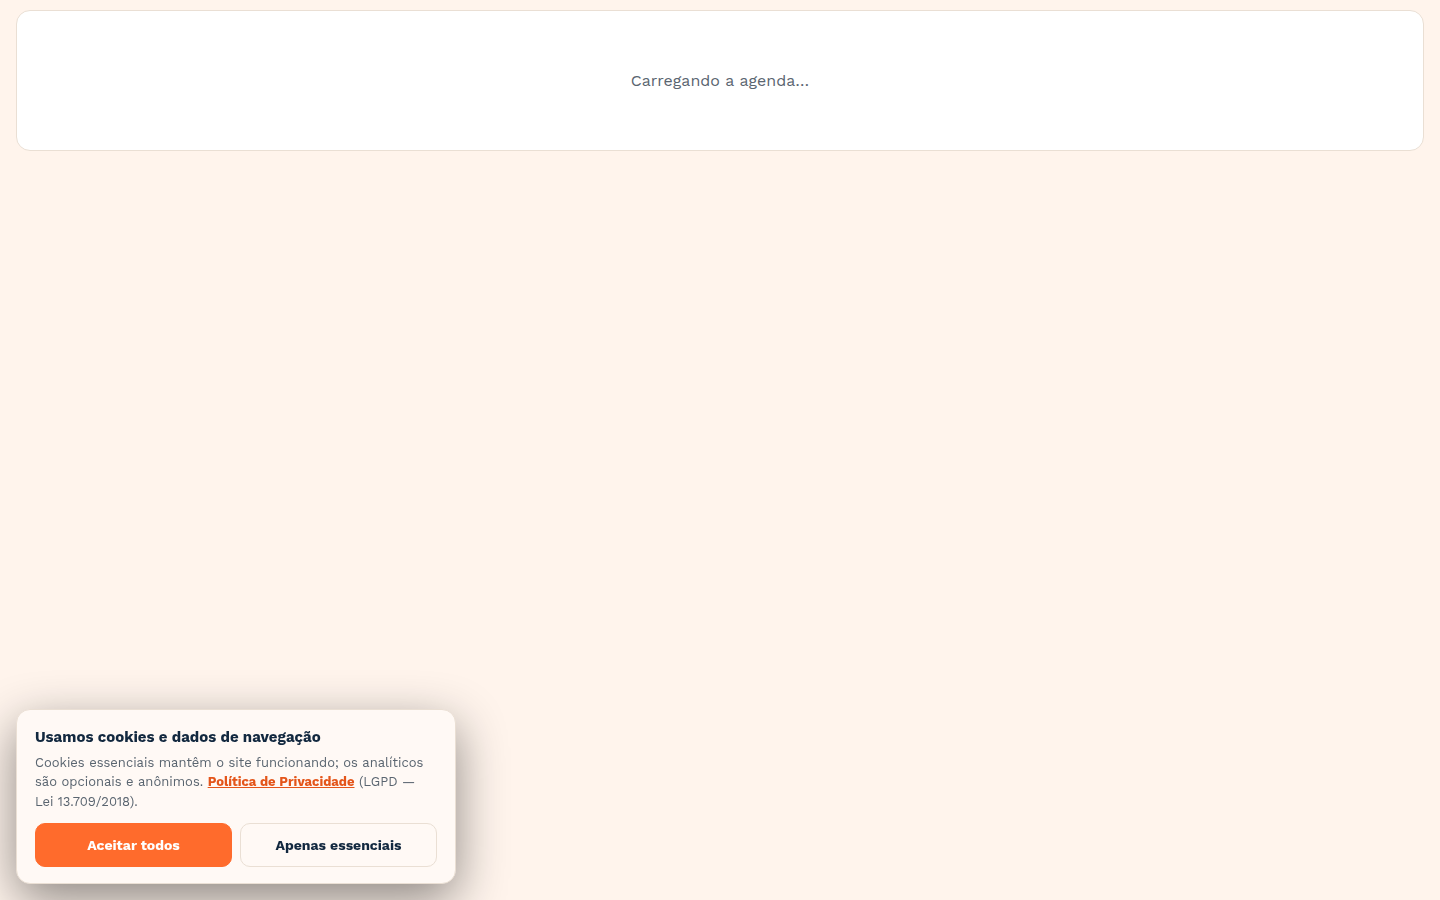 Carregando a agenda…
Usamos cookies e dados de navegação
Cookies essenciais mantêm o site funcionando; os analíticos
são opcionais e anônimos. Política de Privacidade (LGPD —
Lei 13.709/2018).
Aceitar todos
Apenas essenciais